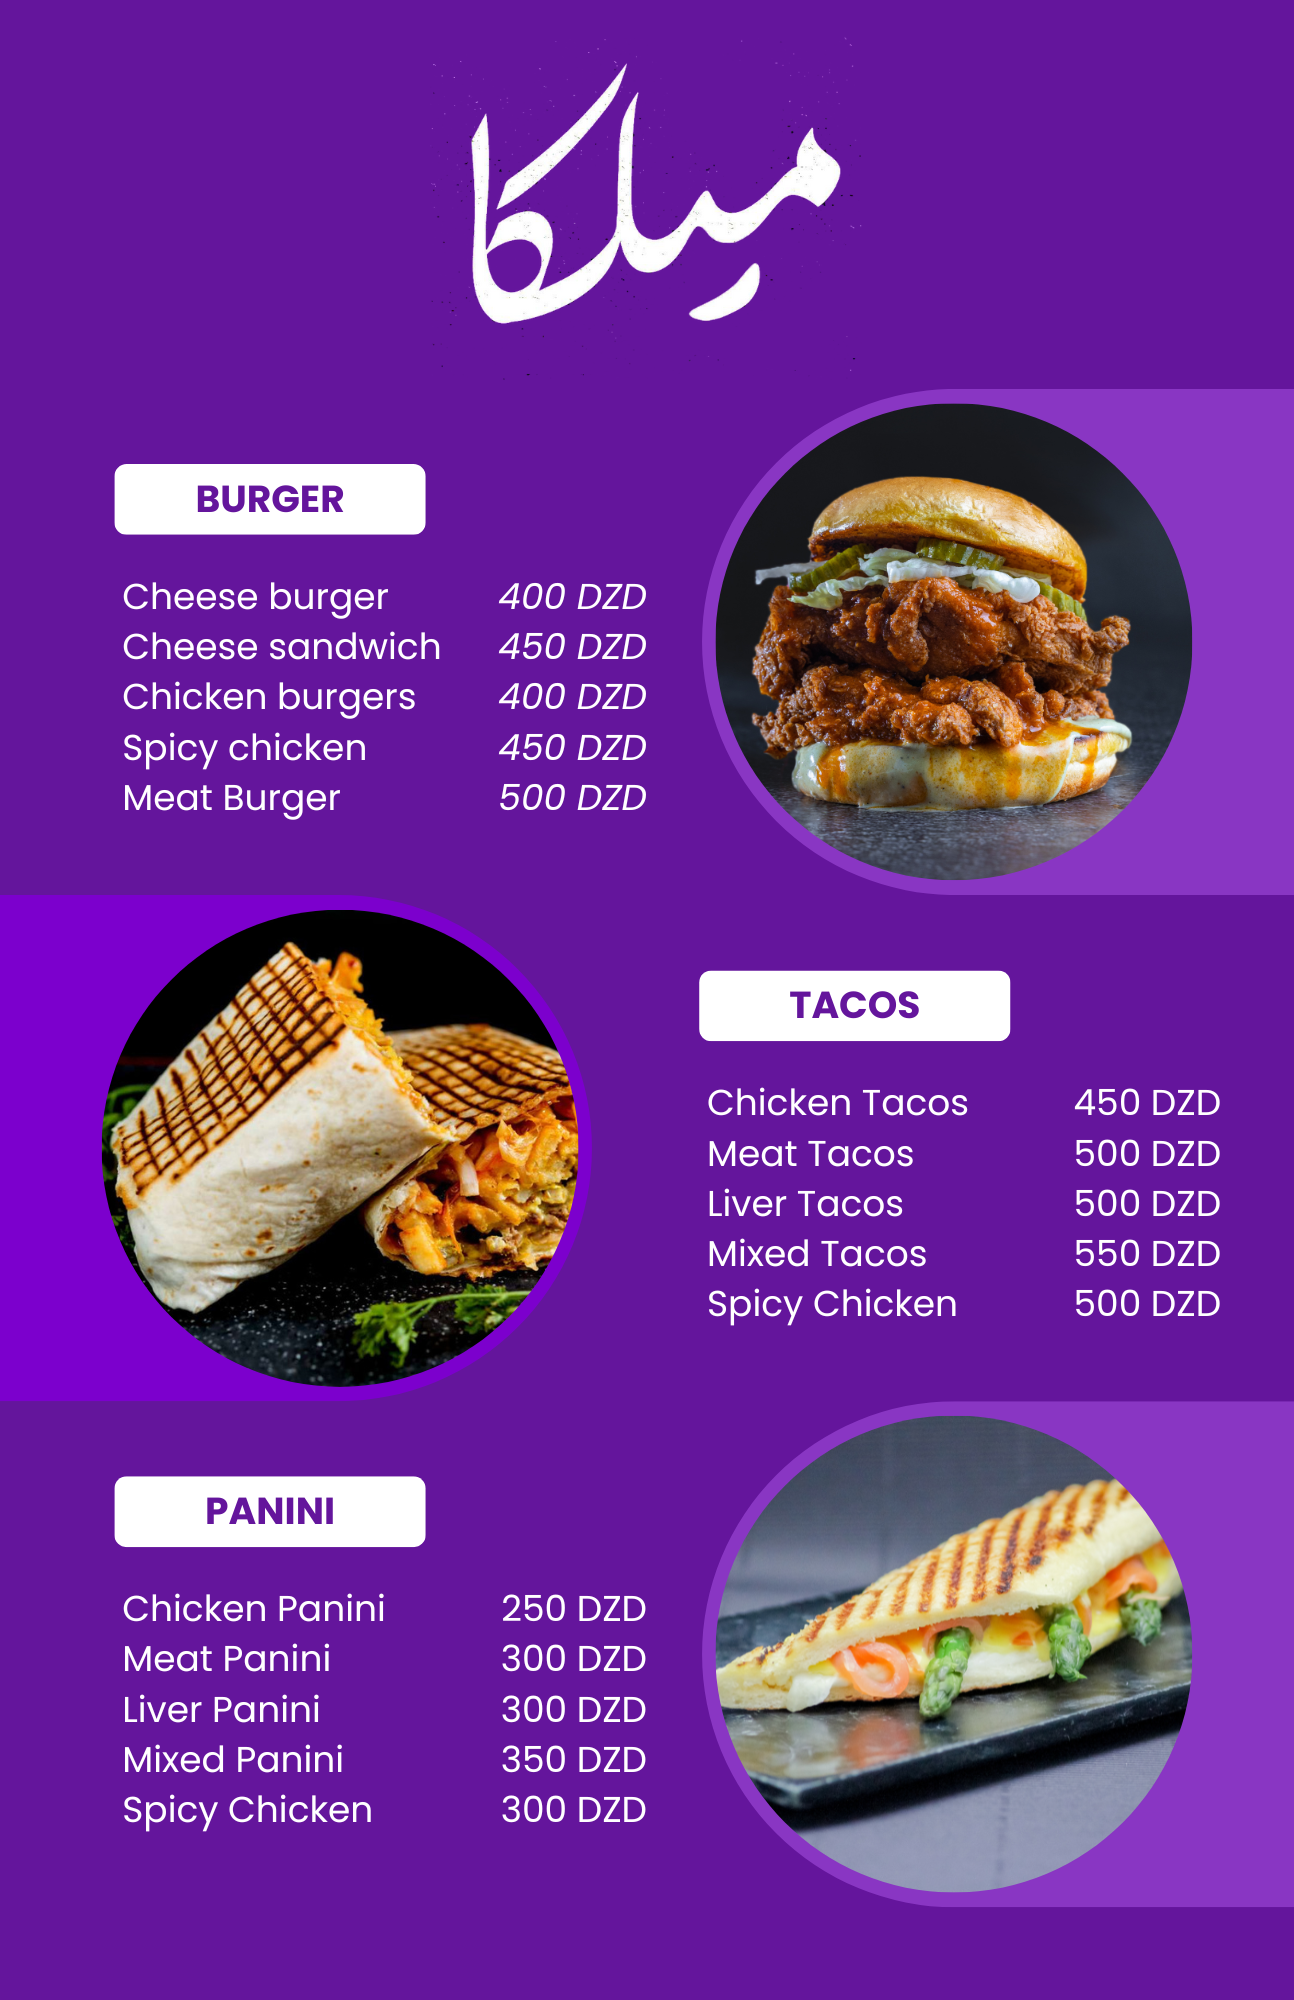 ميلكا
BURGER
Cheese burger 400 DZD
Cheese sandwich 450 DZD
Chicken burgers 400 DZD
Spicy chicken 450 DZD
Meat Burger 500 DZD
TACOS
Chicken Tacos 450 DZD
Meat Tacos 500 DZD
Liver Tacos 500 DZD
Mixed Tacos 550 DZD
Spicy Chicken 500 DZD
PANINI
Chicken Panini 250 DZD
Meat Panini 300 DZD
Liver Panini 300 DZD
Mixed Panini 350 DZD
Spicy Chicken 300 DZD